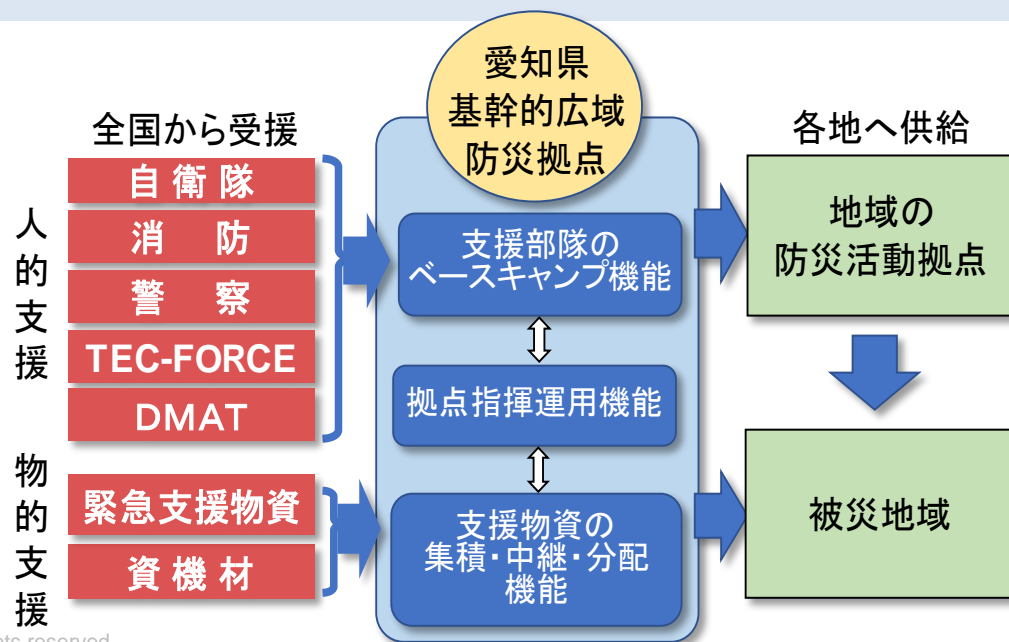 愛知県
基幹的広域
防災拠点
全国から受援
人的支援
自衛隊
消 防
警 察
TEC-FORCE
DMAT
物的支援
緊急支援物資
資機材
支援部隊の
ベースキャンプ機能
拠点指揮運用機能
支援物資の
集積・中継・分配
機能
各地へ供給
地域の
防災活動拠点
被災地域
reserved